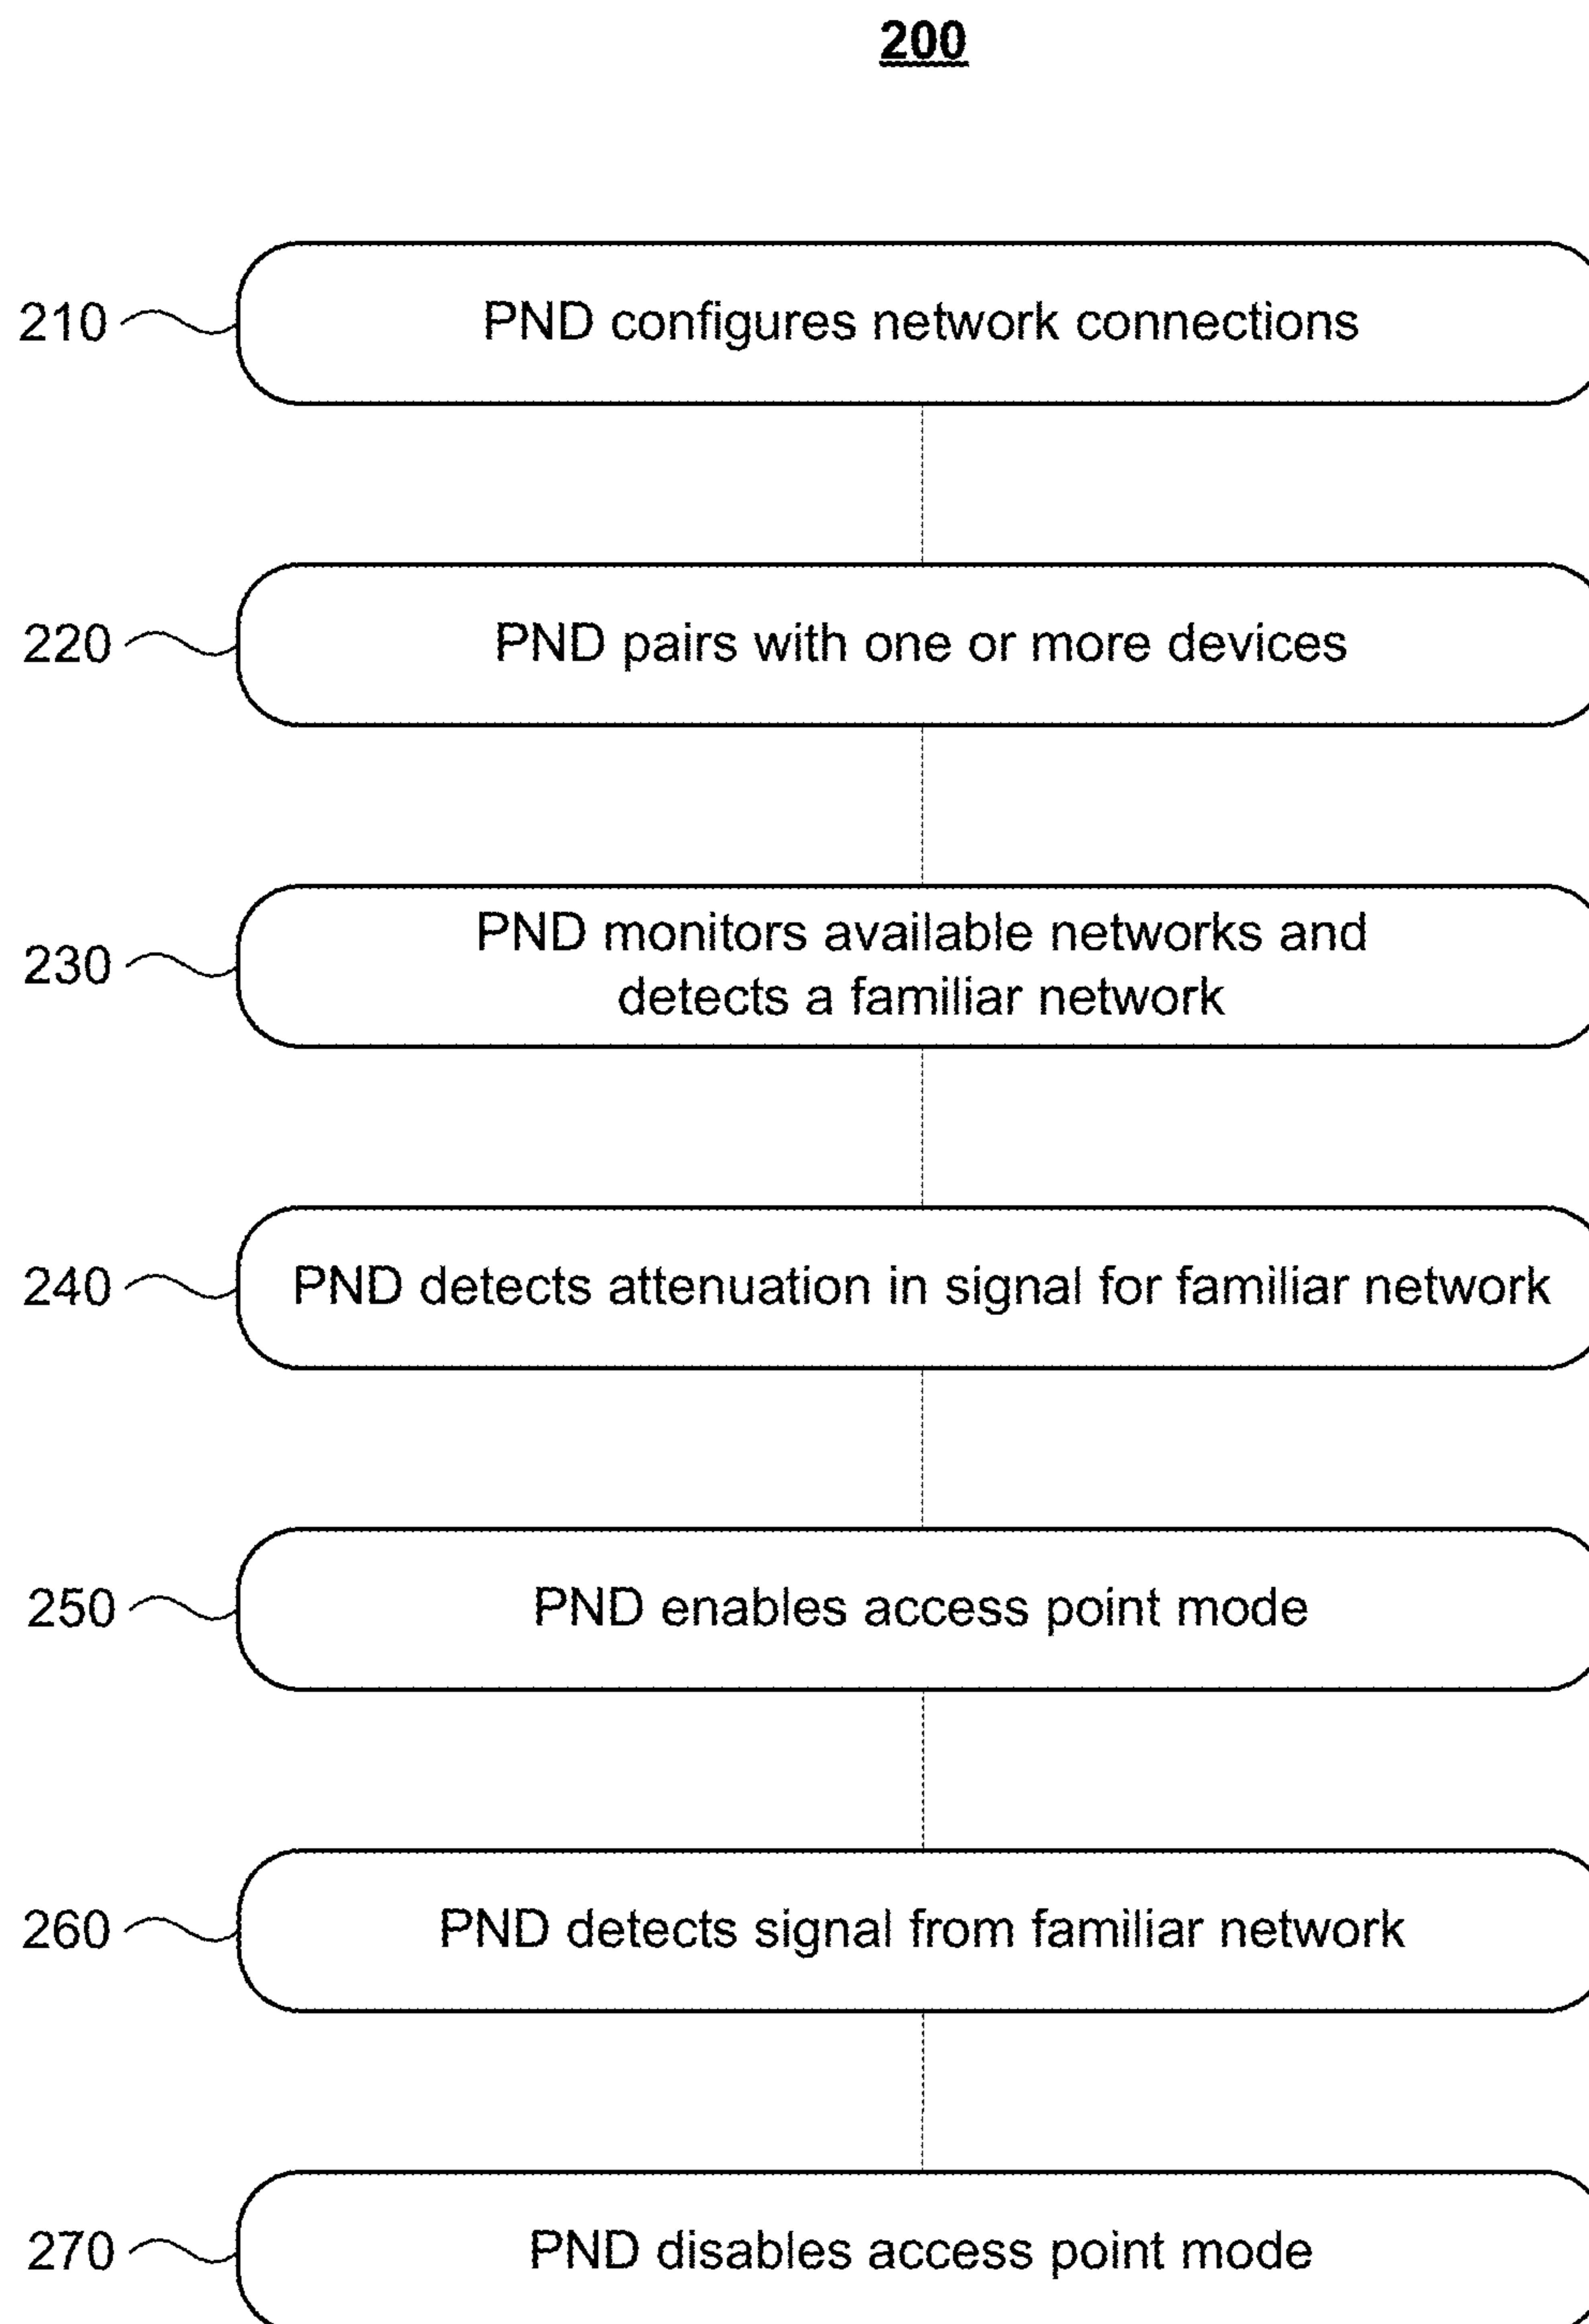 200
210 PND configures network connections
220 PND pairs with one or more devices
230 PND monitors available networks and
detects a familiar network
240 PND detects attenuation in signal for familiar network
250 PND enables access point mode
260 PND detects signal from familiar network
270 PND disables access point mode